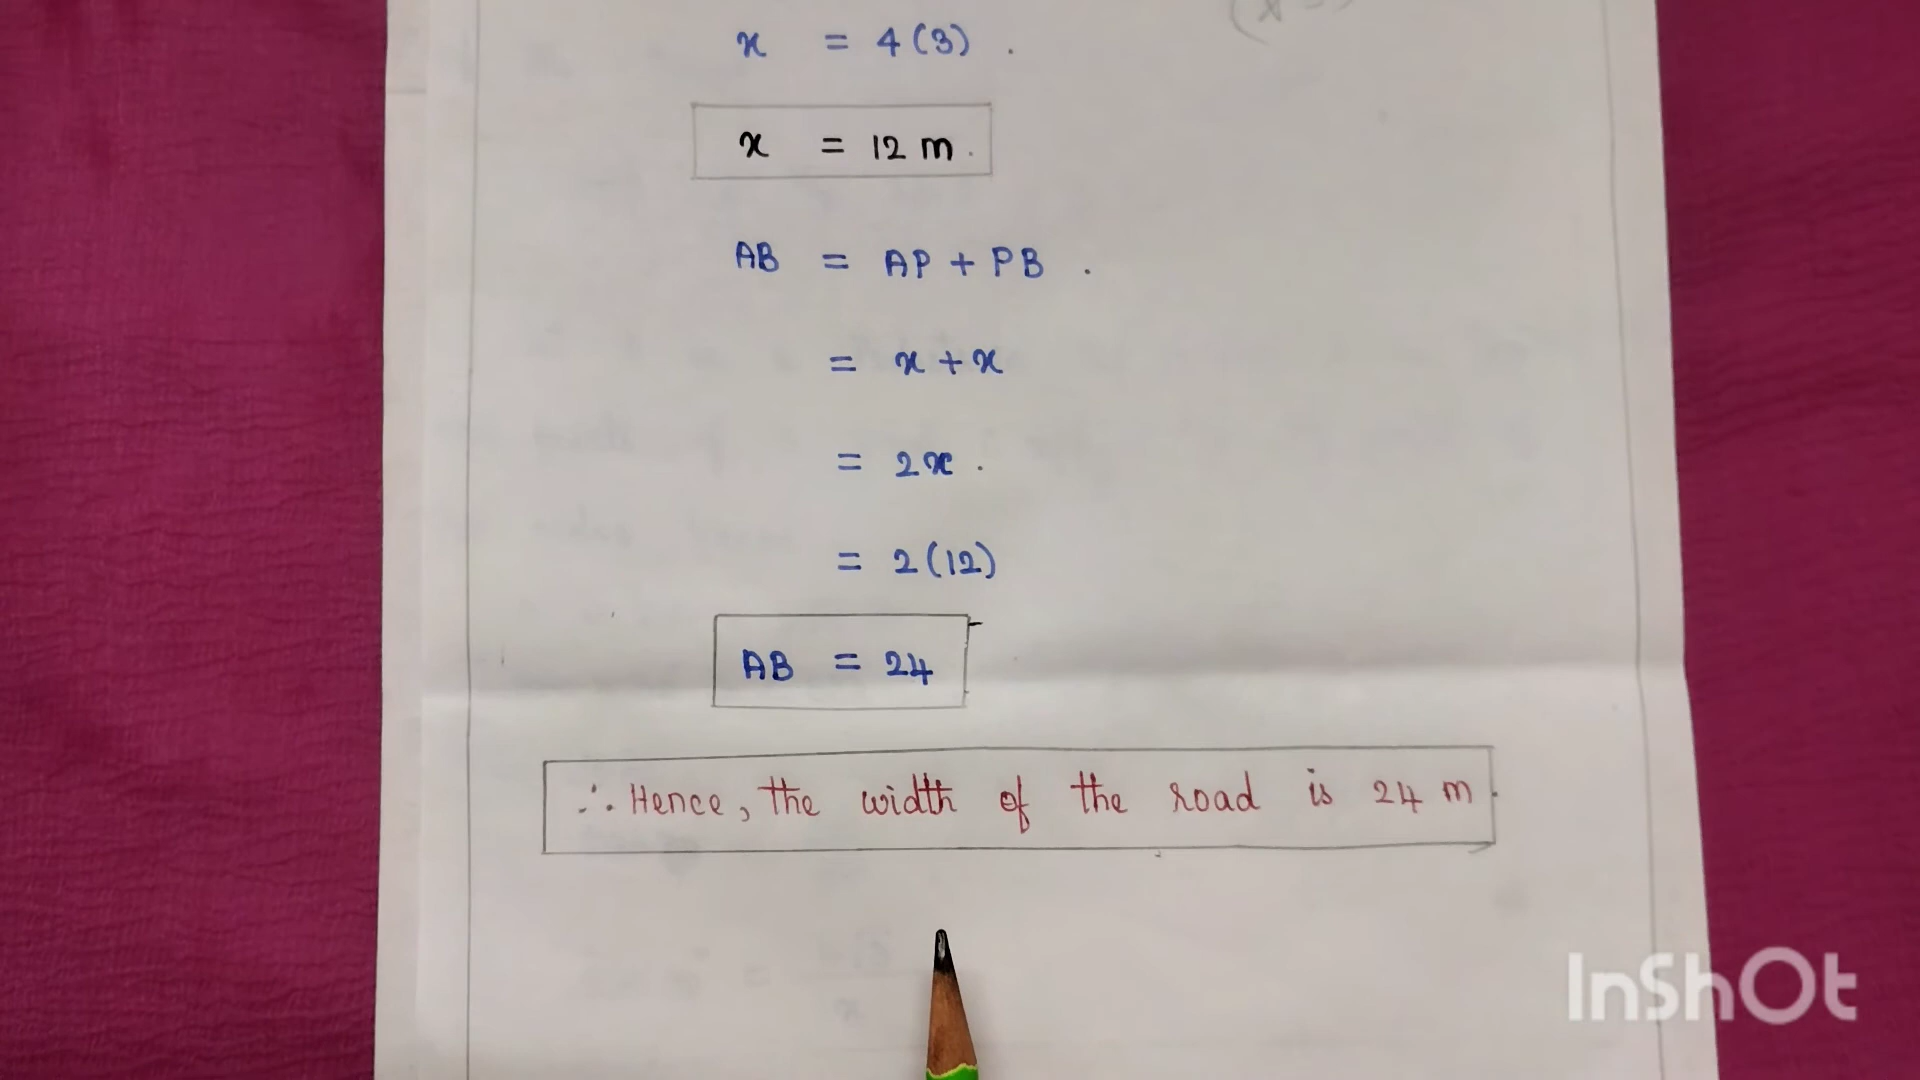 x = 4(3).
x = 12 m.
AB = AP + PB.
= x + x
= 2x.
= 2(12)
AB = 24
∴ Hence, the width of the road is 24 m.
InShOt